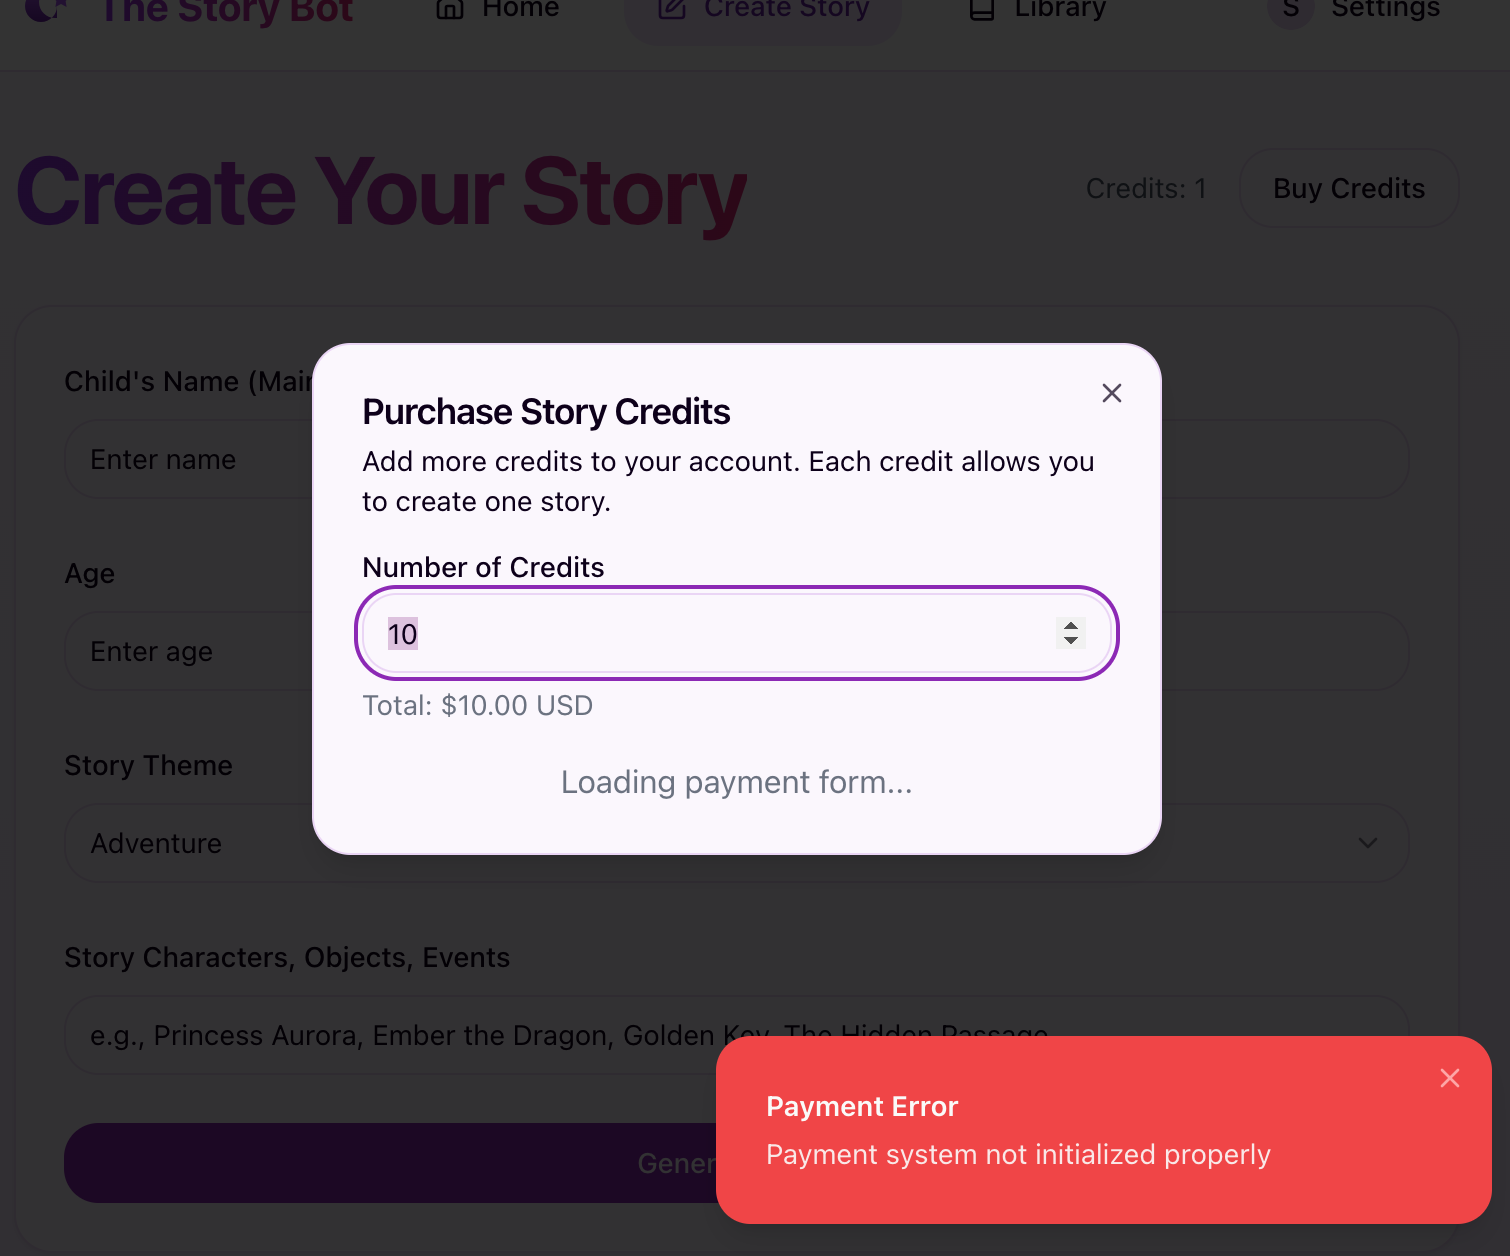 The Story Bot
Home
Create Story
Library
S
Settings
Create Your Story
Credits: 1
Buy Credits
Child's Name (Main
Enter name
Purchase Story Credits
Add more credits to your account. Each credit allows you
to create one story.
Number of Credits
10
Total: $10.00 USD
Loading payment form...
Age
Enter age
Story Theme
Adventure
Story Characters, Objects, Events
e.g., Princess Aurora, Ember the Dragon, Golden Key, The Hidden Passage
Gener
Payment Error
Payment system not initialized properly